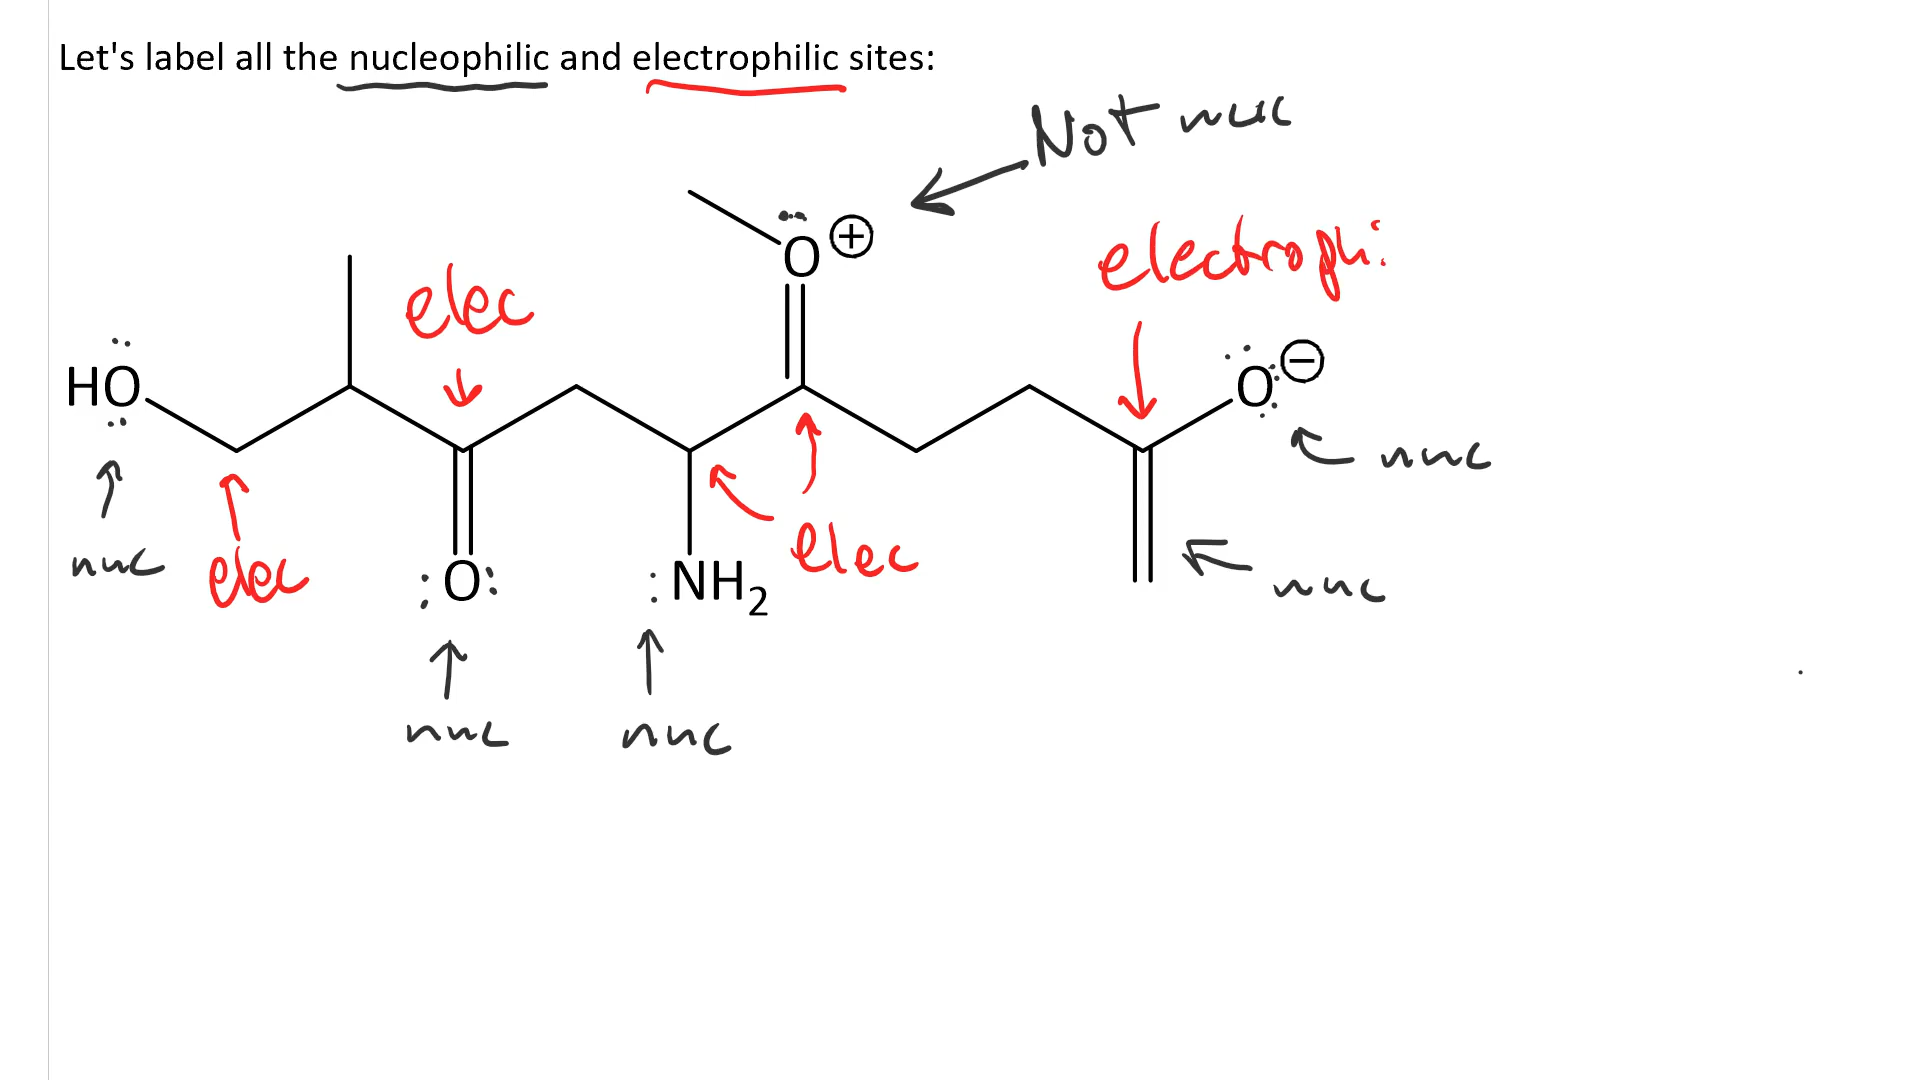 Let's label all the nucleophilic and electrophilic sites:
Not nuc
electrophi
elec
O +
HO
O −
nuc
nuc
elec
:O:
:NH2
elec
nuc
nuc
nuc